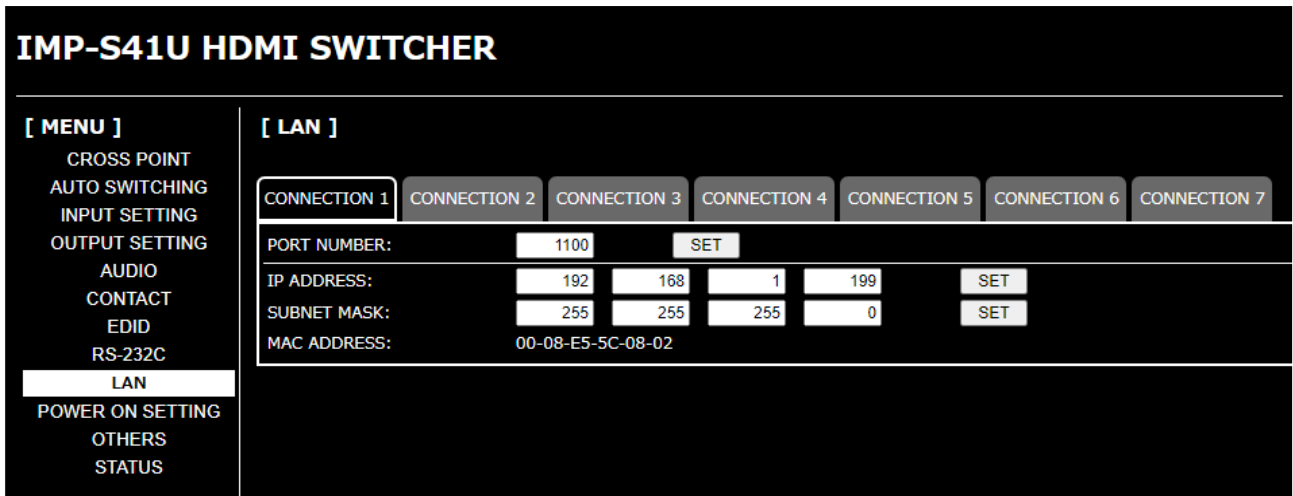 IMP-S41U HDMI SWITCHER
[ MENU ]
CROSS POINT
AUTO SWITCHING
INPUT SETTING
OUTPUT SETTING
AUDIO
CONTACT
EDID
RS-232C
LAN
POWER ON SETTING
OTHERS
STATUS
[ LAN ]
CONNECTION 1 CONNECTION 2 CONNECTION 3 CONNECTION 4 CONNECTION 5 CONNECTION 6 CONNECTION 7
PORT NUMBER: 1100 SET
IP ADDRESS: 192 168 1 199 SET
SUBNET MASK: 255 255 255 0 SET
MAC ADDRESS: 00-08-E5-5C-08-02